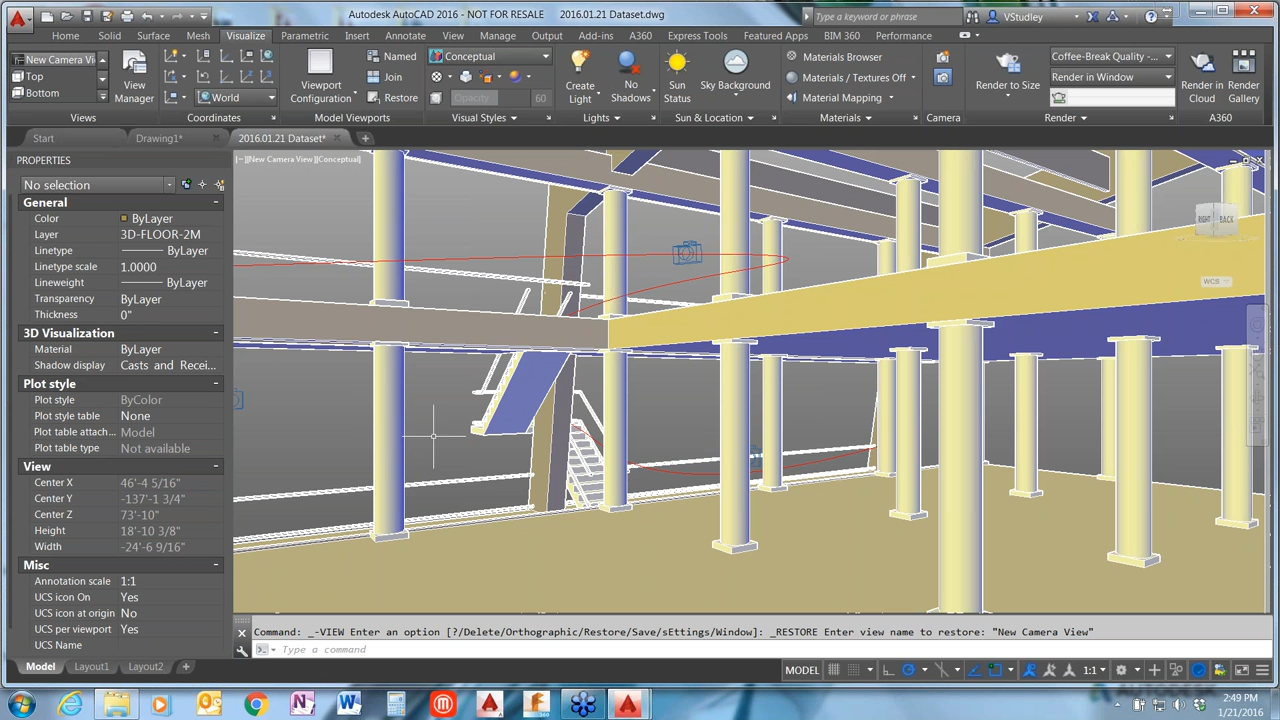 Autodesk AutoCAD 2016 - NOT FOR RESALE 2016.01.21 Dataset.dwg
Type a keyword or phrase
VStudley
Home Solid Surface Mesh Visualize Parametric Insert Annotate View Manage Output Add-ins A360 Express Tools Featured Apps BIM 360 Performance
New Camera Vi
Top
Bottom
View Manager
World
Viewport Configuration
Named
Join
Restore
Conceptual
Opacity 60
Create Light
No Shadows
Sun Status
Sky Background
Materials Browser
Materials / Textures Off
Material Mapping
Render to Size
Coffee-Break Quality -
Render in Window
Render in Cloud
Render Gallery
Views Coordinates Model Viewports Visual Styles Lights Sun & Location Materials Camera Render A360
Start Drawing1* 2016.01.21 Dataset*
PROPERTIES
[−][New Camera View][Conceptual]
No selection
General
Color ByLayer
Layer 3D-FLOOR-2M
Linetype ByLayer
Linetype scale 1.0000
Lineweight ByLayer
Transparency ByLayer
Thickness 0"
3D Visualization
Material ByLayer
Shadow display Casts and Recei...
Plot style
Plot style ByColor
Plot style table None
Plot table attach... Model
Plot table type Not available
View
Center X 46'-4 5/16"
Center Y -137'-1 3/4"
Center Z 73'-10"
Height 18'-10 3/8"
Width -24'-6 9/16"
Misc
Annotation scale 1:1
UCS icon On Yes
UCS icon at origin No
UCS per viewport Yes
UCS Name
RIGHT BACK
WCS
Command: _-VIEW Enter an option [?/Delete/Orthographic/Restore/Save/sEttings/Window]: _RESTORE Enter view name to restore: "New Camera View"
Type a command
Model Layout1 Layout2
MODEL 1:1
2:49 PM
1/21/2016